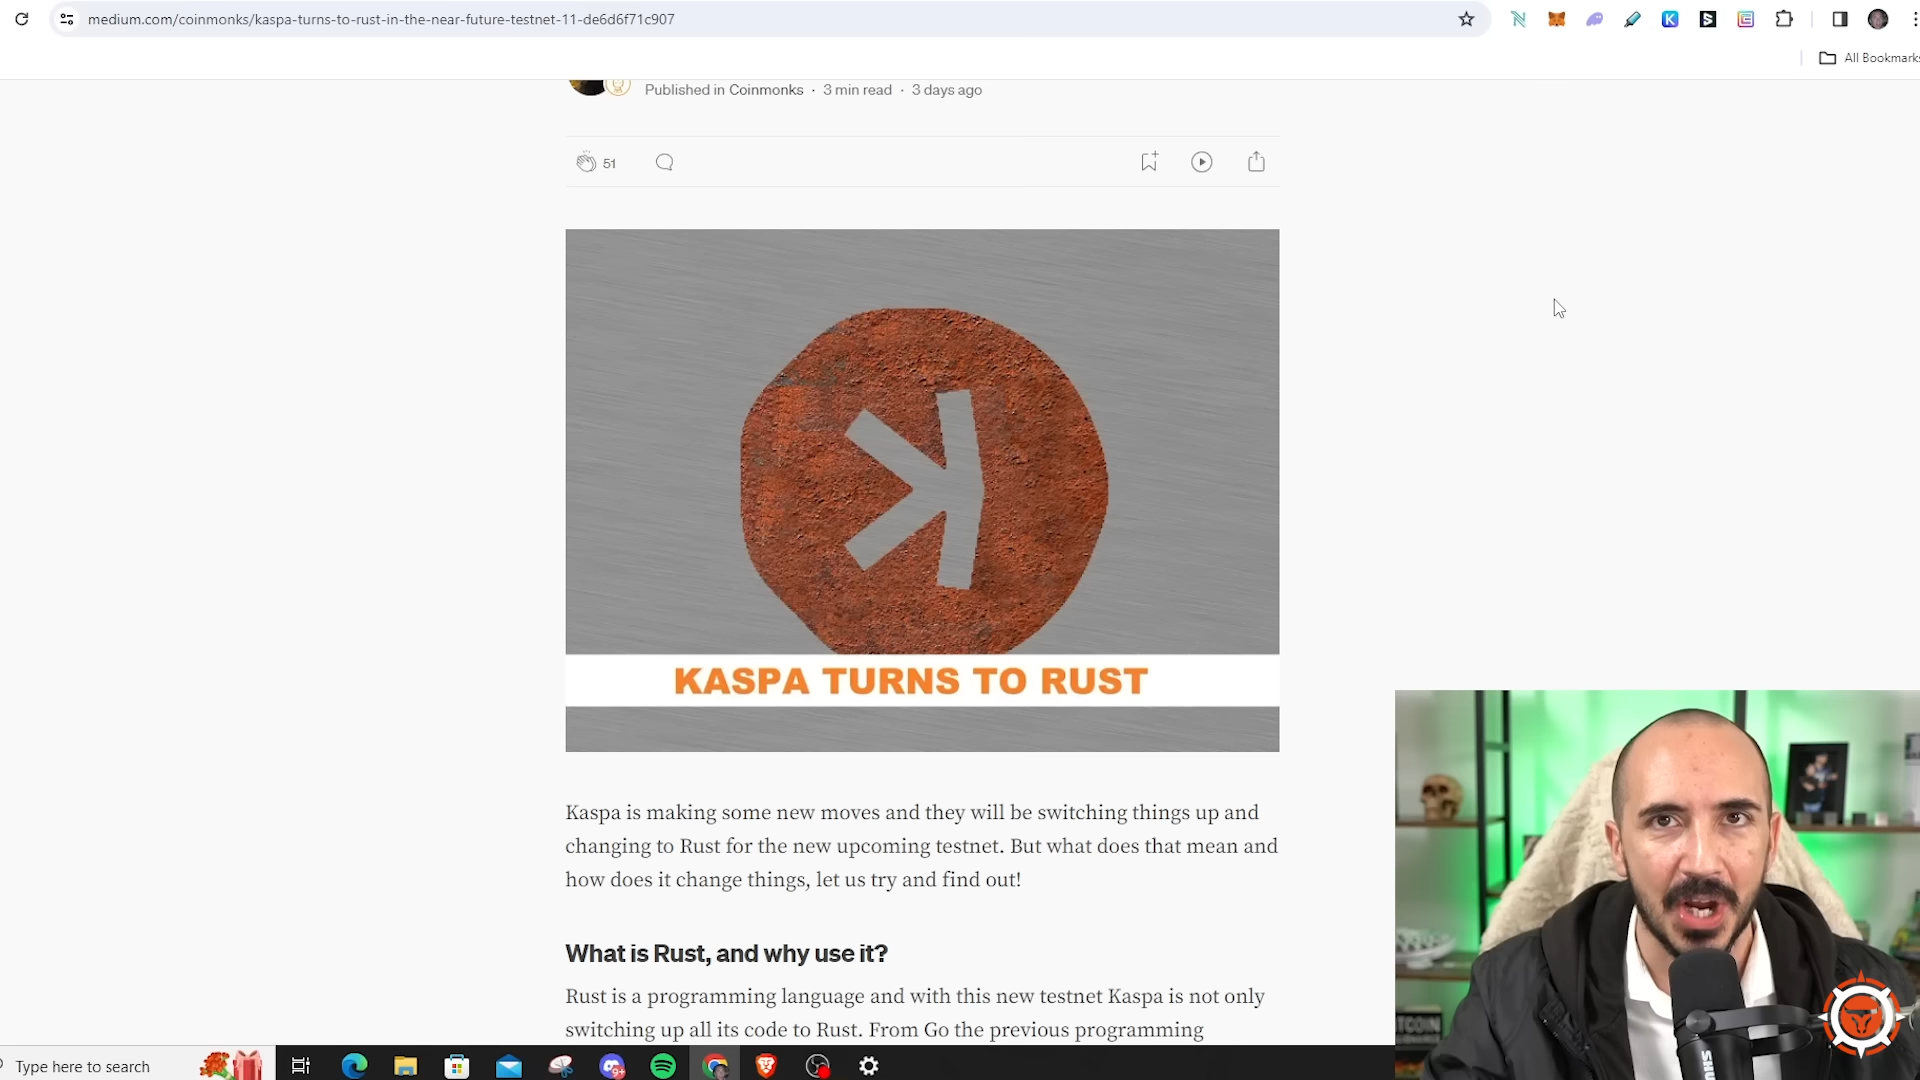 medium.com/coinmonks/kaspa-turns-to-rust-in-the-near-future-testnet-11-de6d6f71c907
All Bookmarks
Published in Coinmonks · 3 min read · 3 days ago
51
KASPA TURNS TO RUST
Kaspa is making some new moves and they will be switching things up and
changing to Rust for the new upcoming testnet. But what does that mean and
how does it change things, let us try and find out!
What is Rust, and why use it?
Rust is a programming language and with this new testnet Kaspa is not only
switching up all its code to Rust. From Go the previous programming
Type here to search
9+
TCOIN
SHU